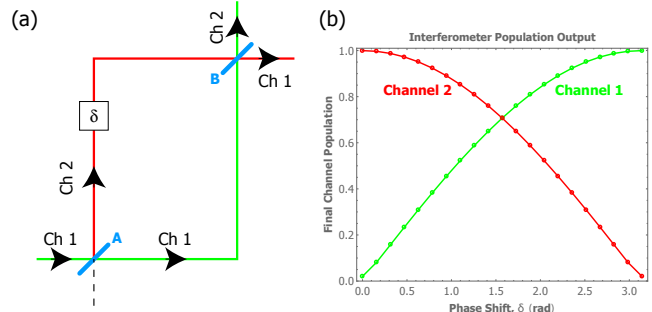 (a)
Ch 2
B
Ch 1
δ
Ch 2
Ch 1
A
Ch 1
(b)
Interferometer Population Output
Final Channel Population
1.0
0.8
0.6
0.4
0.2
0.0
Channel 2
Channel 1
0.0 0.5 1.0 1.5 2.0 2.5 3.0
Phase Shift, δ (rad)